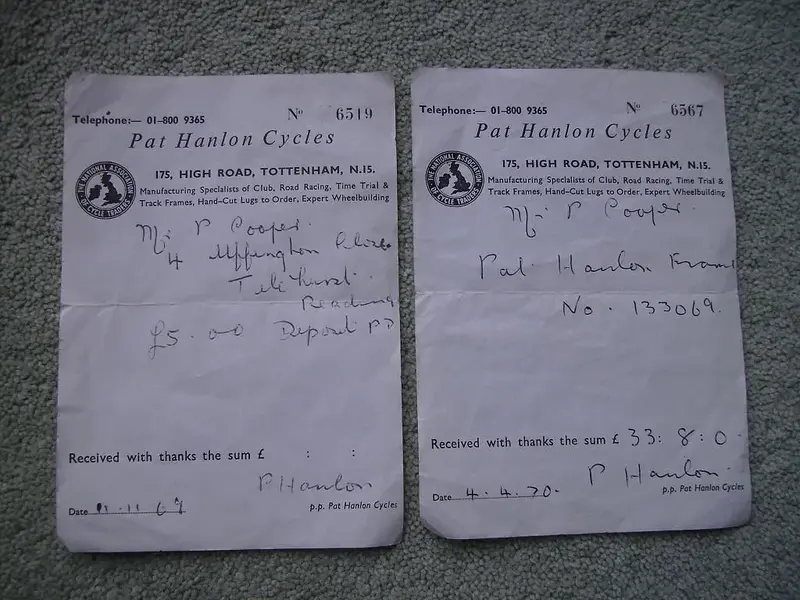 Telephone:— 01-800 9365 No 6519
Pat Hanlon Cycles
175, HIGH ROAD, TOTTENHAM, N.15.
THE NATIONAL ASSOCIATION OF CYCLE TRADERS
Manufacturing Specialists of Club, Road Racing, Time Trial &
Track Frames, Hand-Cut Lugs to Order, Expert Wheelbuilding
Mr P Cooper.
4 Uffington Close
Tilehurst.
Reading
£5.00 Deposit PD
Received with thanks the sum £ : :
P Hanlon
Date 11.11 69
p.p. Pat Hanlon Cycles
Telephone:— 01-800 9365 No 6567
Pat Hanlon Cycles
175, HIGH ROAD, TOTTENHAM, N.15.
THE NATIONAL ASSOCIATION OF CYCLE TRADERS
Manufacturing Specialists of Club, Road Racing, Time Trial &
Track Frames, Hand-Cut Lugs to Order, Expert Wheelbuilding
Mr P Cooper.
Pat Hanlon Frame
No. 133069.
Received with thanks the sum £ 33: 8: 0
P Hanlon.
Date 4.4.70.
p.p. Pat Hanlon Cycles